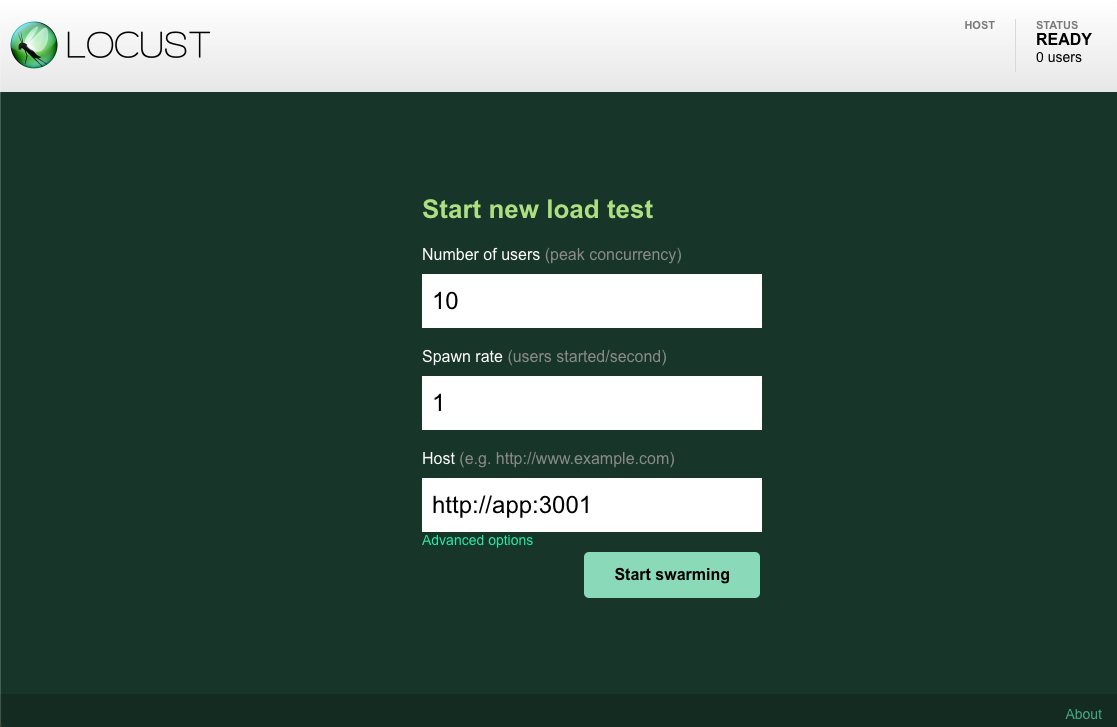 LOCUST
HOST
STATUS
READY
0 users
Start new load test
Number of users (peak concurrency)
10
Spawn rate (users started/second)
1
Host (e.g. http://www.example.com)
http://app:3001
Advanced options
Start swarming
About